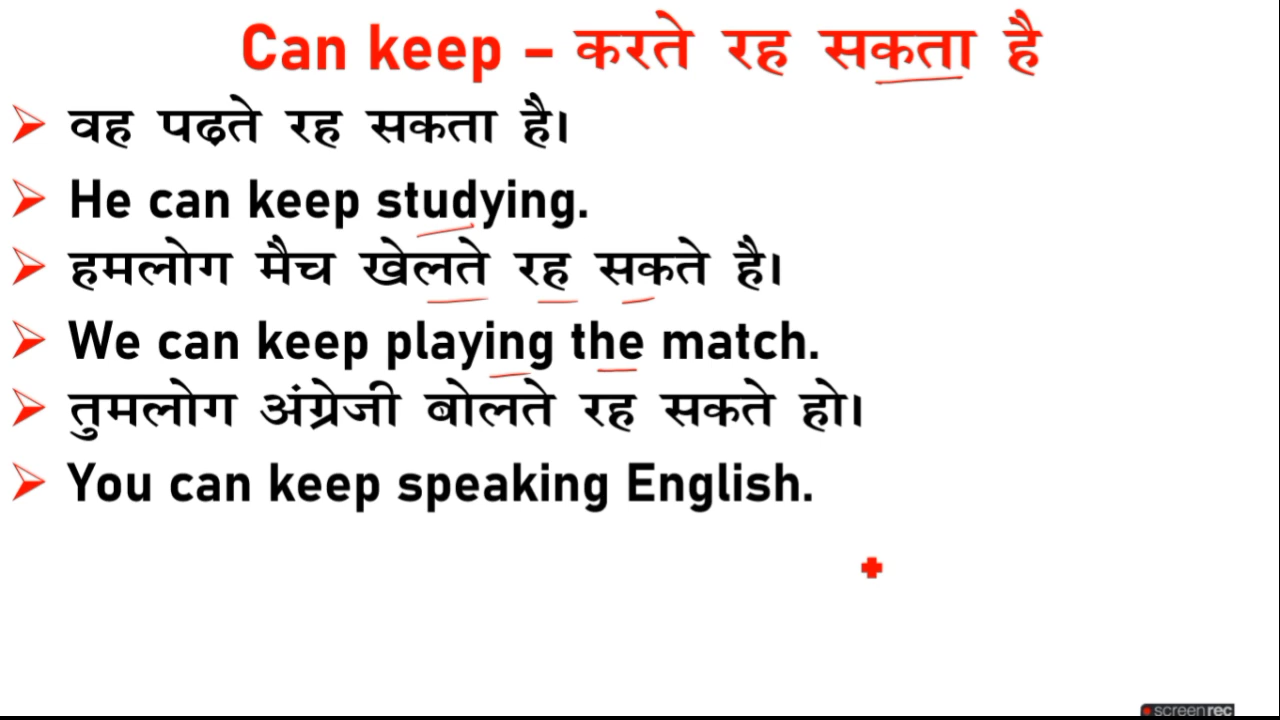 Can keep – करते रह सकता है
वह पढ़ते रह सकता है।
He can keep studying.
हमलोग मैच खेलते रह सकते है।
We can keep playing the match.
तुमलोग अंग्रेजी बोलते रह सकते हो।
You can keep speaking English.
screenrec